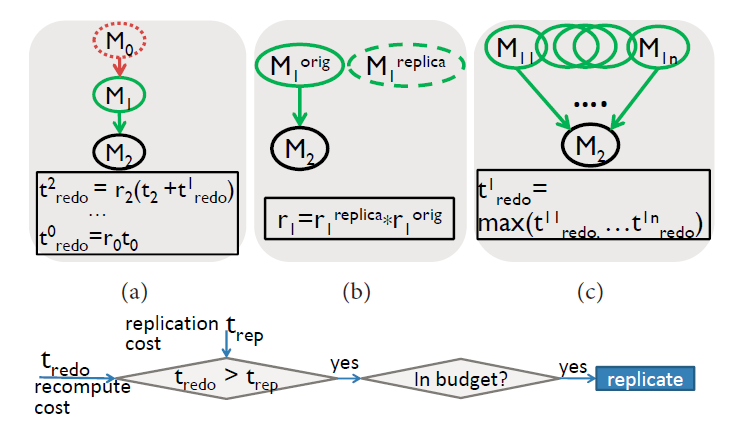 M₀
M₁
M₂
t²redo = r₂(t₂ +t¹redo)
...
t⁰redo=r₀t₀
(a)
M₁orig
M₁replica
M₂
r₁=r₁replica*r₁orig
(b)
M₁₁
M₁n
....
M₂
t¹redo=
max(t¹¹redo, ...t¹nredo)
(c)
replication
cost
trep
tredo
recompute
cost
tredo > trep
yes
In budget?
yes
replicate